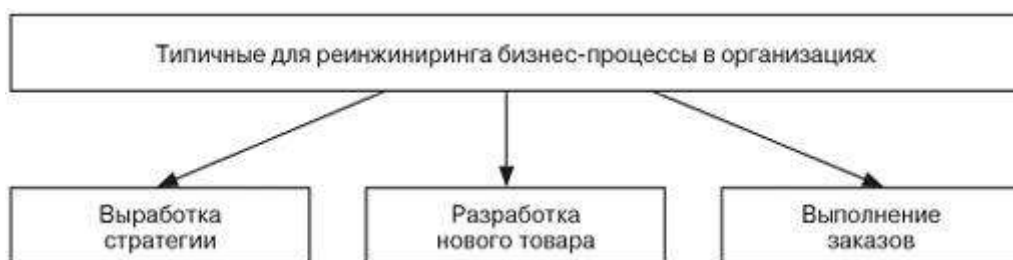 Типичные для реинжиниринга бизнес-процессы в организациях
Выработка
стратегии
Разработка
нового товара
Выполнение
заказов